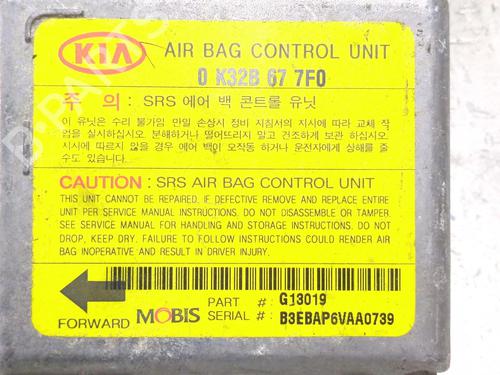 KIA AIR BAG CONTROL UNIT
0 K32B 67 7F0
주 의 : SRS 에어 백 콘트롤 유닛
이 유닛은 수리 불가임 만일 손상시 정비 지침서의 지시에 따라 교체 작
업을 실시하십시오. 분해하거나 떨어뜨리지 말고 건조하게 보관 하십시오.
지시에 따르지 않을 경우 에어 백이 오작동 하거나 운전자에게 상해를 줄
수 있다.
CAUTION : SRS AIR BAG CONTROL UNIT
THIS UNIT CANNOT BE REPAIRED. IF DEFECTIVE REMOVE AND REPLACE ENTIRE
UNIT PER SERVICE MANUAL INSTRUCTIONS. DO NOT DISASSEMBLE OR TAMPER.
SEE SERVICE MANUAL FOR HANDLING AND STORAGE INSTRUCTIONS. DO NOT
DROP, KEEP DRY. FAILURE TO FOLLOW INSTRUCTIONS COULD RENDER AIR
BAG INOPERATIVE AND RESULT IN DRIVER INJURY.
PART # : G13019
FORWARD MOBIS SERIAL # : B3EBAP6VAA0739